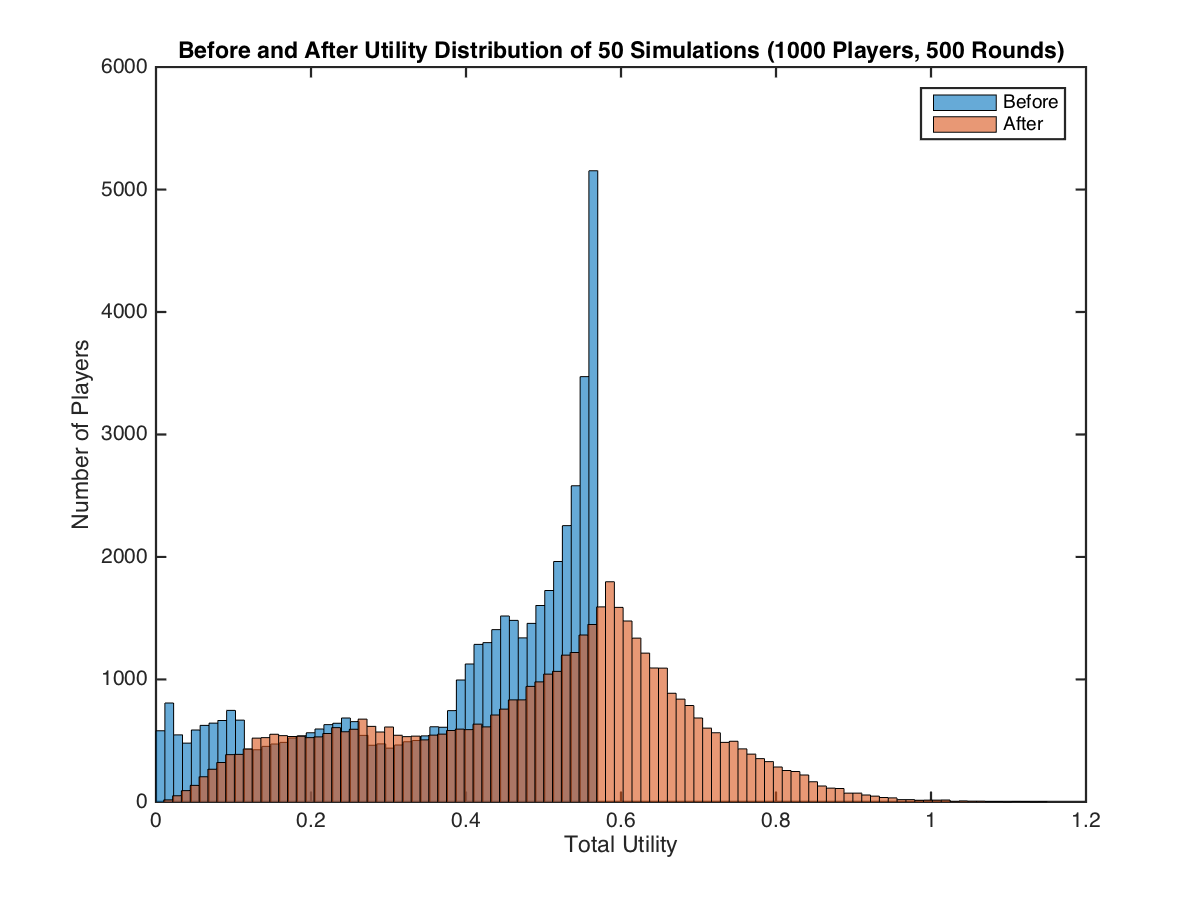 Before and After Utility Distribution of 50 Simulations (1000 Players, 500 Rounds)
6000
5000
4000
3000
2000
1000
0
Number of Players
Before
After
0 0.2 0.4 0.6 0.8 1 1.2
Total Utility